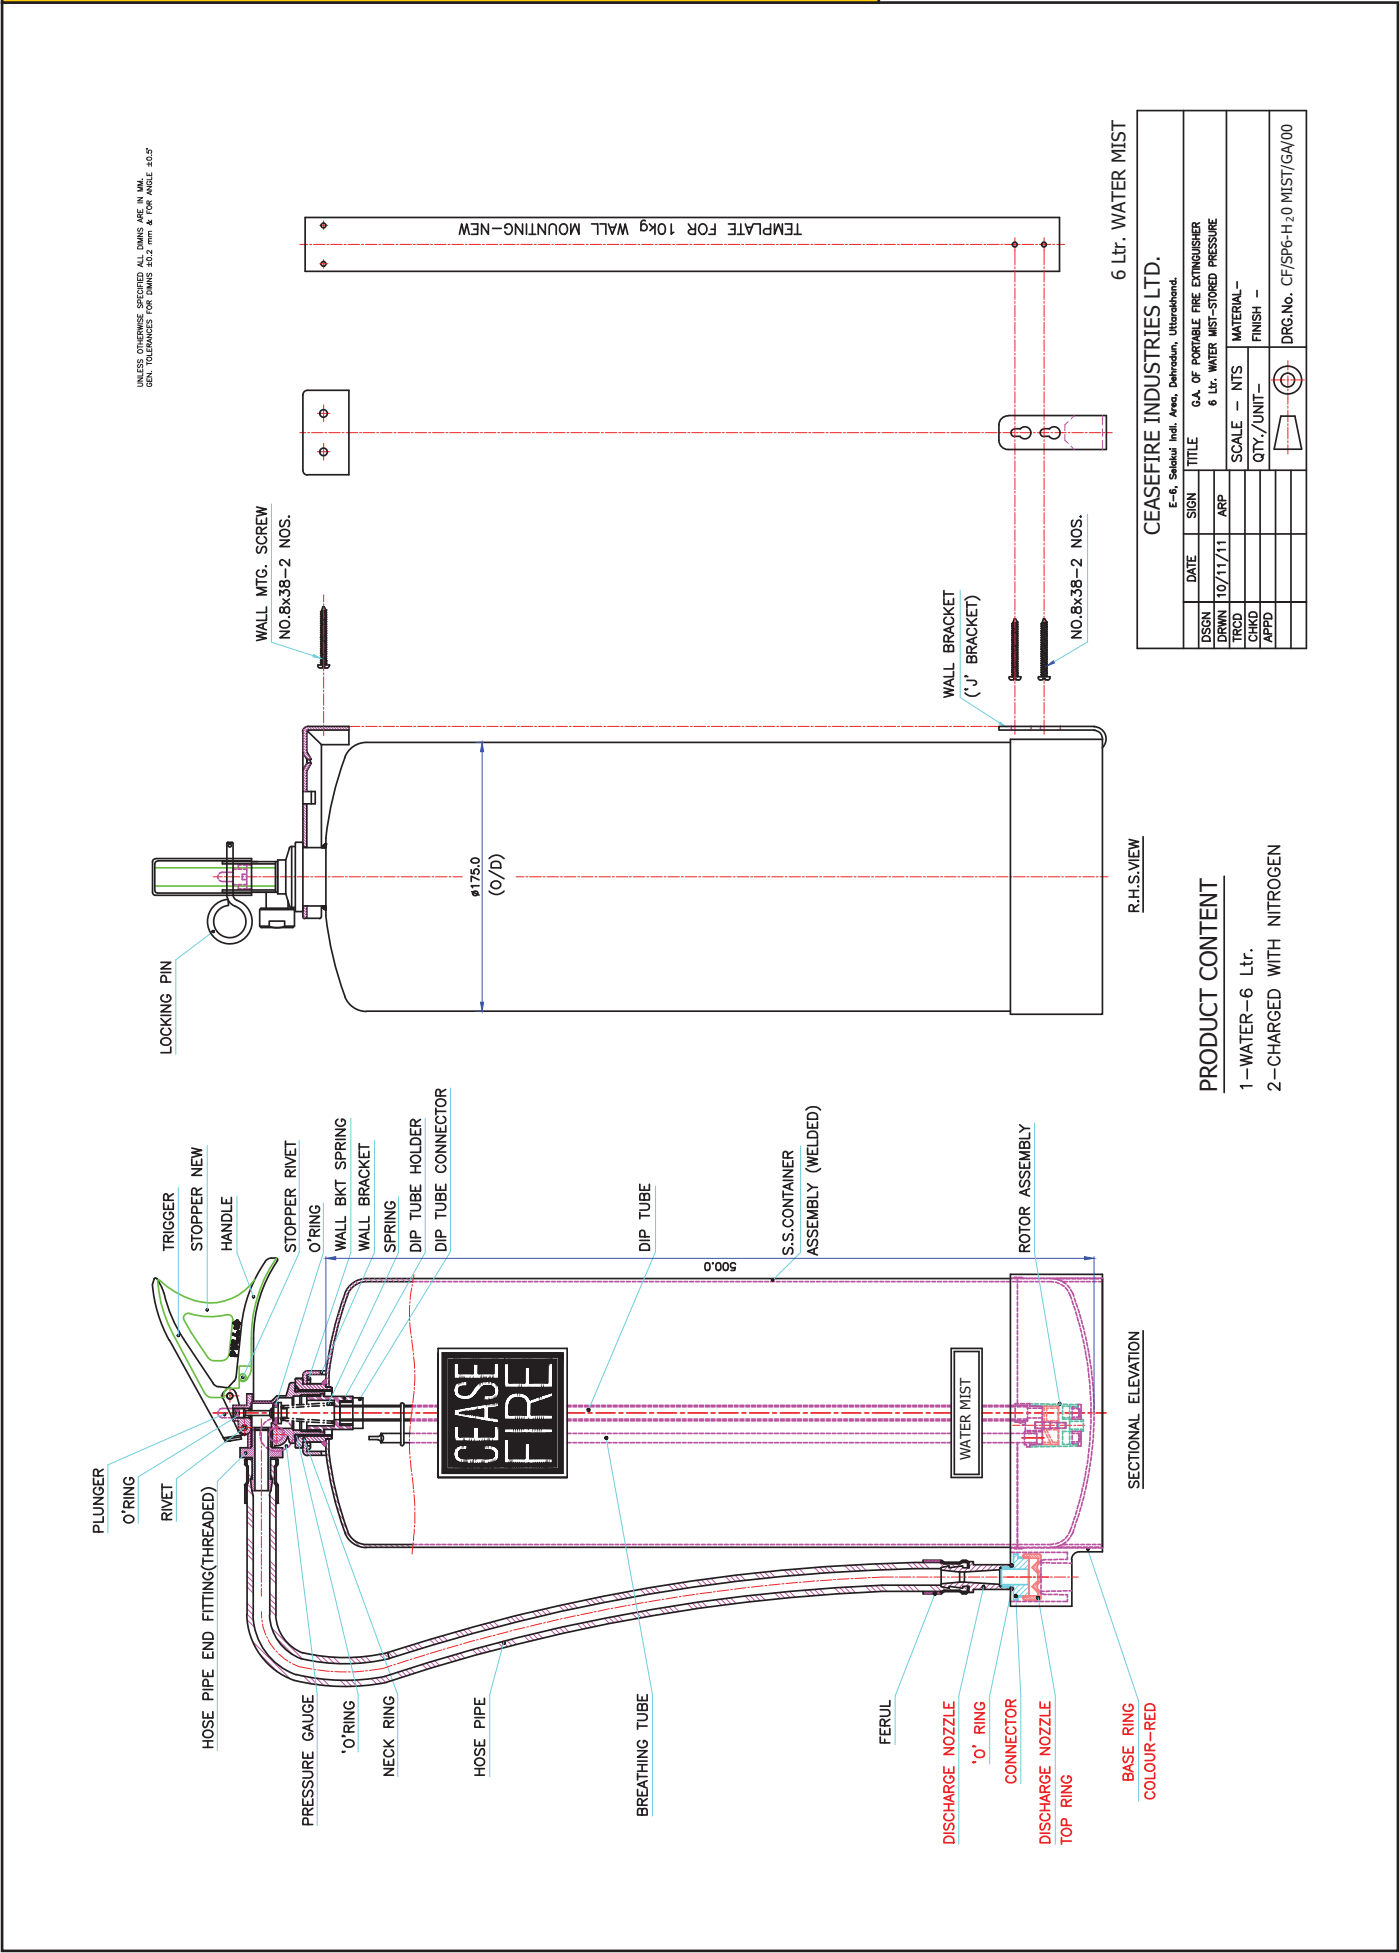 UNLESS OTHERWISE SPECIFIED ALL DIMNS ARE IN MM.
GEN. TOLERANCES FOR DIMNS ±0.2 mm & FOR ANGLE ±0.5°
PLUNGER
O'RING
RIVET
HOSE PIPE END FITTING(THREADED)
PRESSURE GAUGE
'O'RING
NECK RING
HOSE PIPE
BREATHING TUBE
FERUL
DISCHARGE NOZZLE
'O' RING
CONNECTOR
DISCHARGE NOZZLE
TOP RING
BASE RING
COLOUR-RED
TRIGGER
STOPPER NEW
HANDLE
STOPPER RIVET
O'RING
WALL BKT SPRING
WALL BRACKET
SPRING
DIP TUBE HOLDER
DIP TUBE CONNECTOR
DIP TUBE
500.0
S.S.CONTAINER
ASSEMBLY (WELDED)
ROTOR ASSEMBLY
CEASE
FIRE
WATER MIST
SECTIONAL ELEVATION
LOCKING PIN
ø175.0
(O/D)
R.H.S.VIEW
WALL MTG. SCREW
NO.8x38-2 NOS.
WALL BRACKET
('J' BRACKET)
NO.8x38-2 NOS.
TEMPLATE FOR 10kg WALL MOUNTING-NEW
PRODUCT CONTENT
1-WATER-6 Ltr.
2-CHARGED WITH NITROGEN
6 Ltr. WATER MIST
CEASEFIRE INDUSTRIES LTD.
E-6, Selakui Indl. Area, Dehradun, Uttarakhand.
DATE SIGN
DSGN
DRWN 10/11/11 ARP
TRCD
CHKD
APPD
TITLE G.A. OF PORTABLE FIRE EXTINGUISHER
6 Ltr. WATER MIST-STORED PRESSURE
SCALE - NTS MATERIAL-
QTY./UNIT- FINISH -
DRG.No. CF/SP6-H₂0 MIST/GA/00